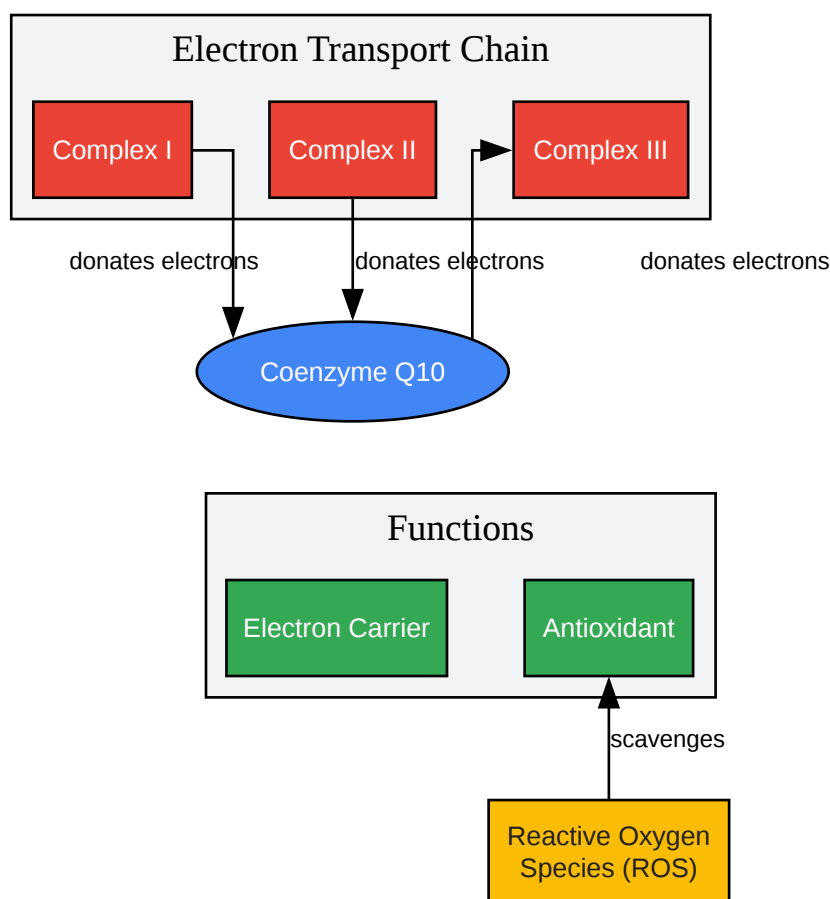 Electron Transport Chain
Complex I
Complex II
Complex III
donates electrons
donates electrons
donates electrons
Coenzyme Q10
Functions
Electron Carrier
Antioxidant
scavenges
Reactive Oxygen
Species (ROS)